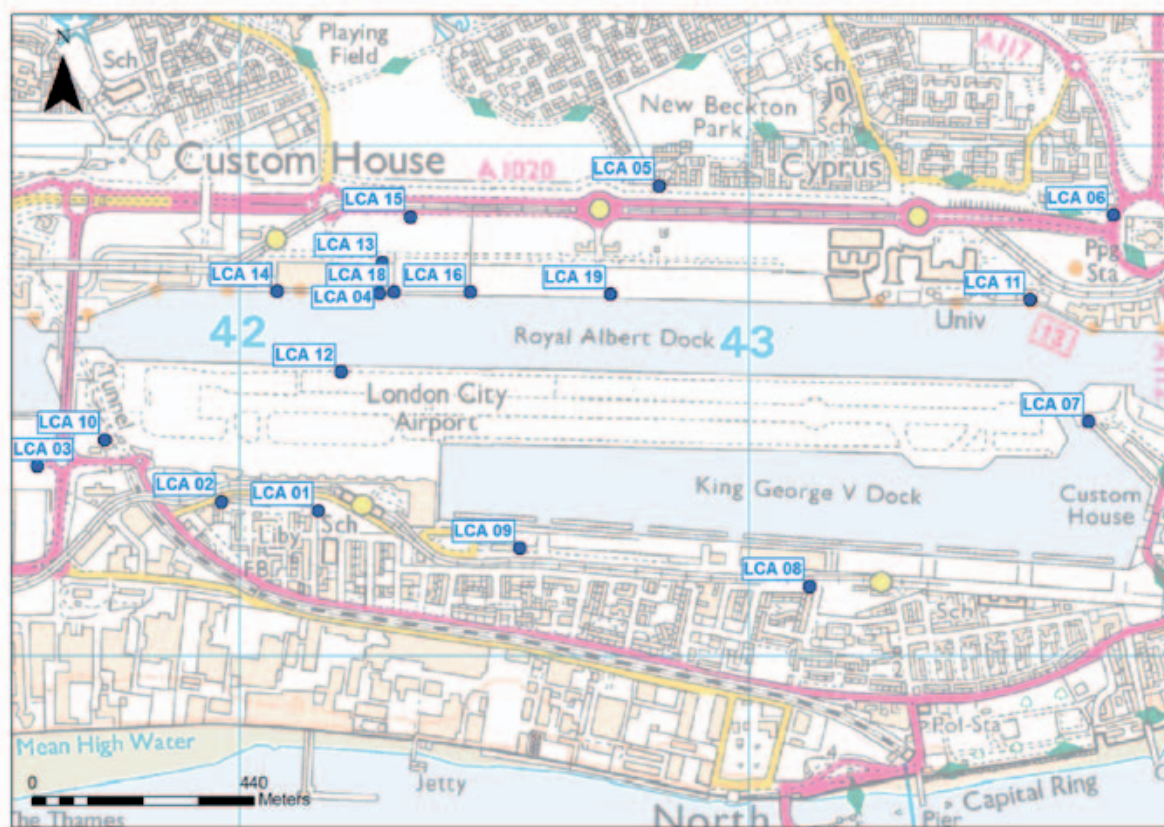 N
Sch
Playing
Field
A117
Sch
New Beckton
Park
Sch
Custom House
A1020
LCA 05
Cyprus
LCA 06
LCA 15
LCA 13
Ppg
Sta
LCA 14
LCA 18
LCA 16
LCA 19
LCA 04
LCA 11
Univ
42
Royal Albert Dock
43
13
LCA 12
Tunnel
London City
Airport
LCA 07
LCA 10
LCA 03
LCA 02
LCA 01
King George V Dock
Custom
House
Sch
Liby
LCA 09
FB
LCA 08
Sch
Mean High Water
Pol Sta
0
440
Meters
Jetty
Capital Ring
The Thames
North
Pier